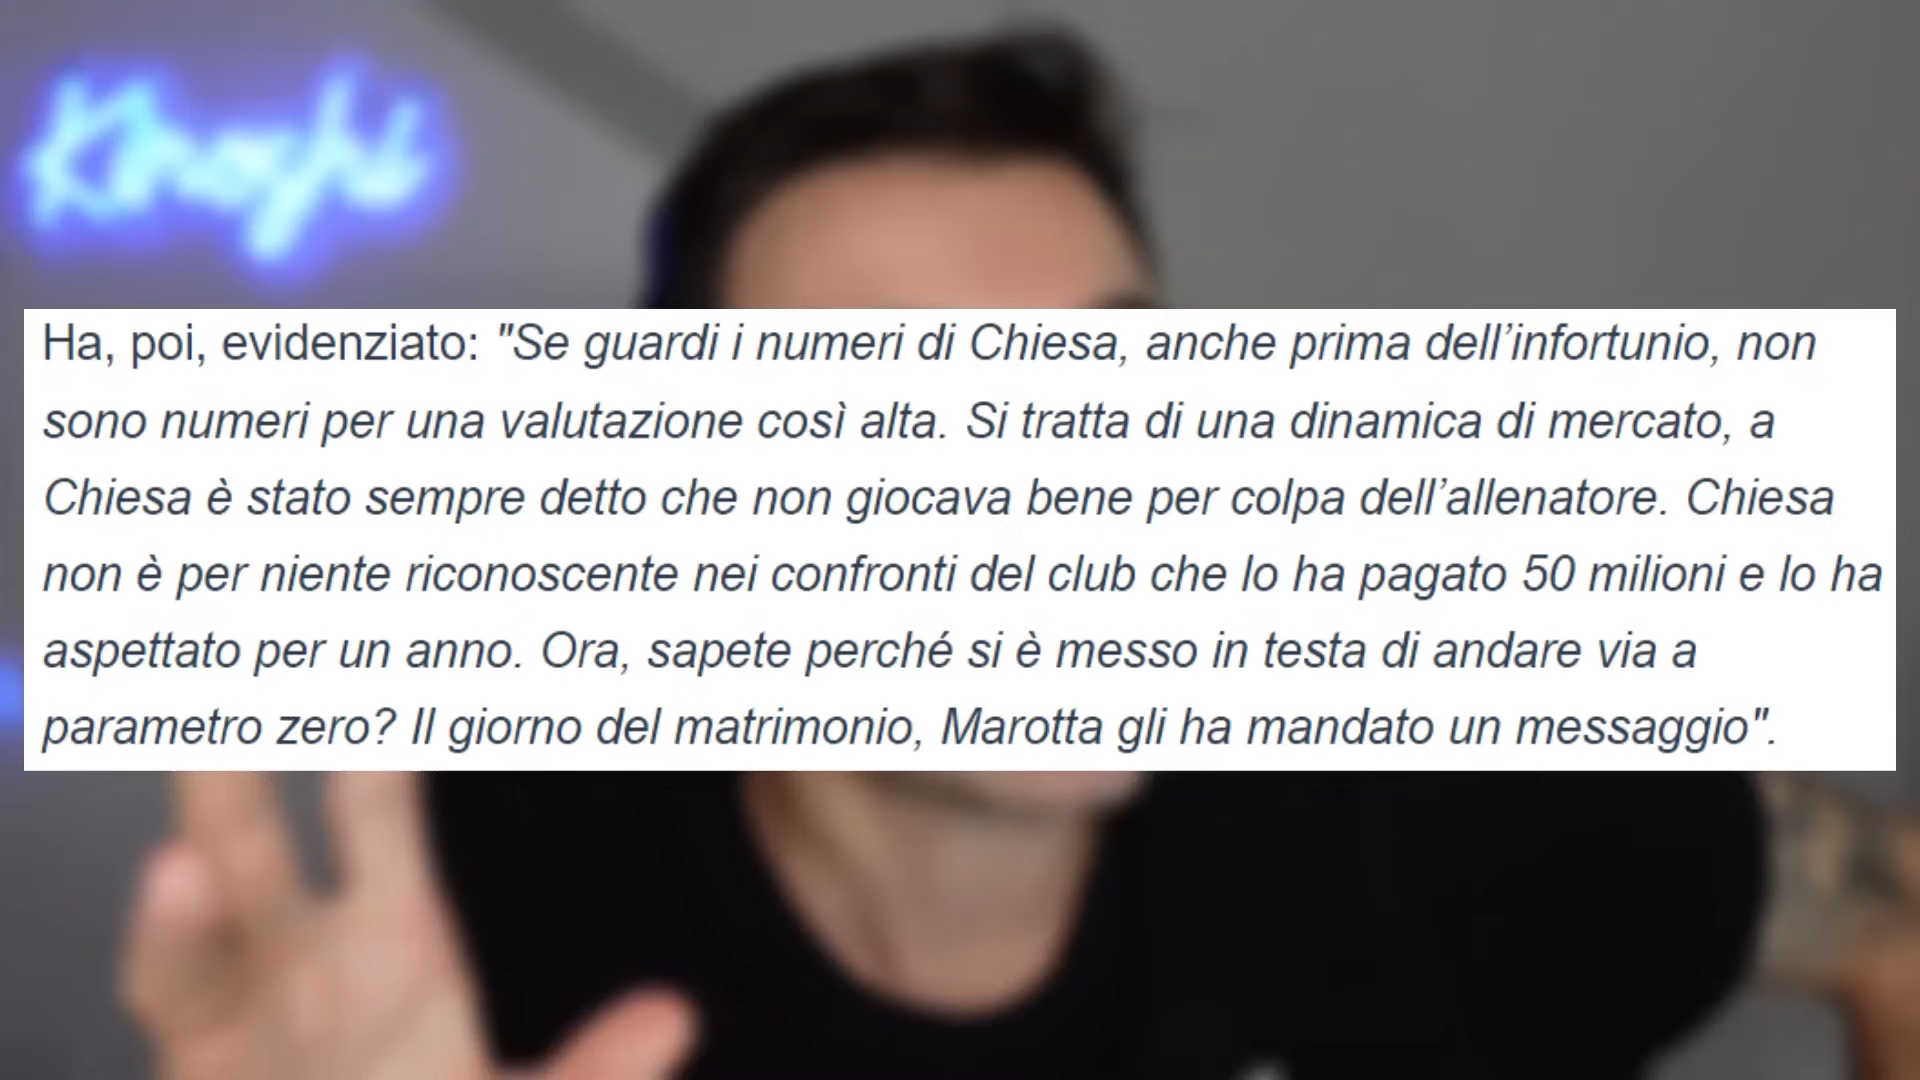 Knaghi
Ha, poi, evidenziato: "Se guardi i numeri di Chiesa, anche prima dell’infortunio, non
sono numeri per una valutazione così alta. Si tratta di una dinamica di mercato, a
Chiesa è stato sempre detto che non giocava bene per colpa dell’allenatore. Chiesa
non è per niente riconoscente nei confronti del club che lo ha pagato 50 milioni e lo ha
aspettato per un anno. Ora, sapete perché si è messo in testa di andare via a
parametro zero? Il giorno del matrimonio, Marotta gli ha mandato un messaggio".